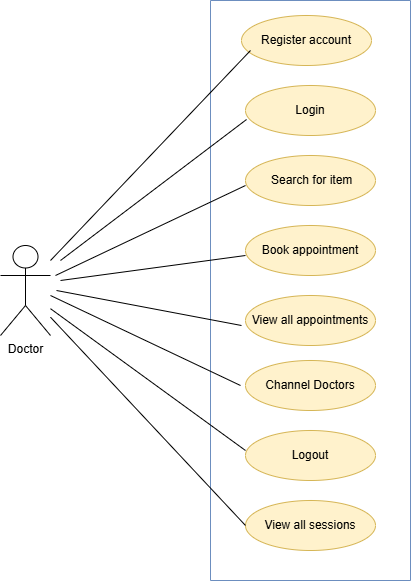 Register account
Login
Search for item
Book appointment
View all appointments
Doctor
Channel Doctors
Logout
View all sessions